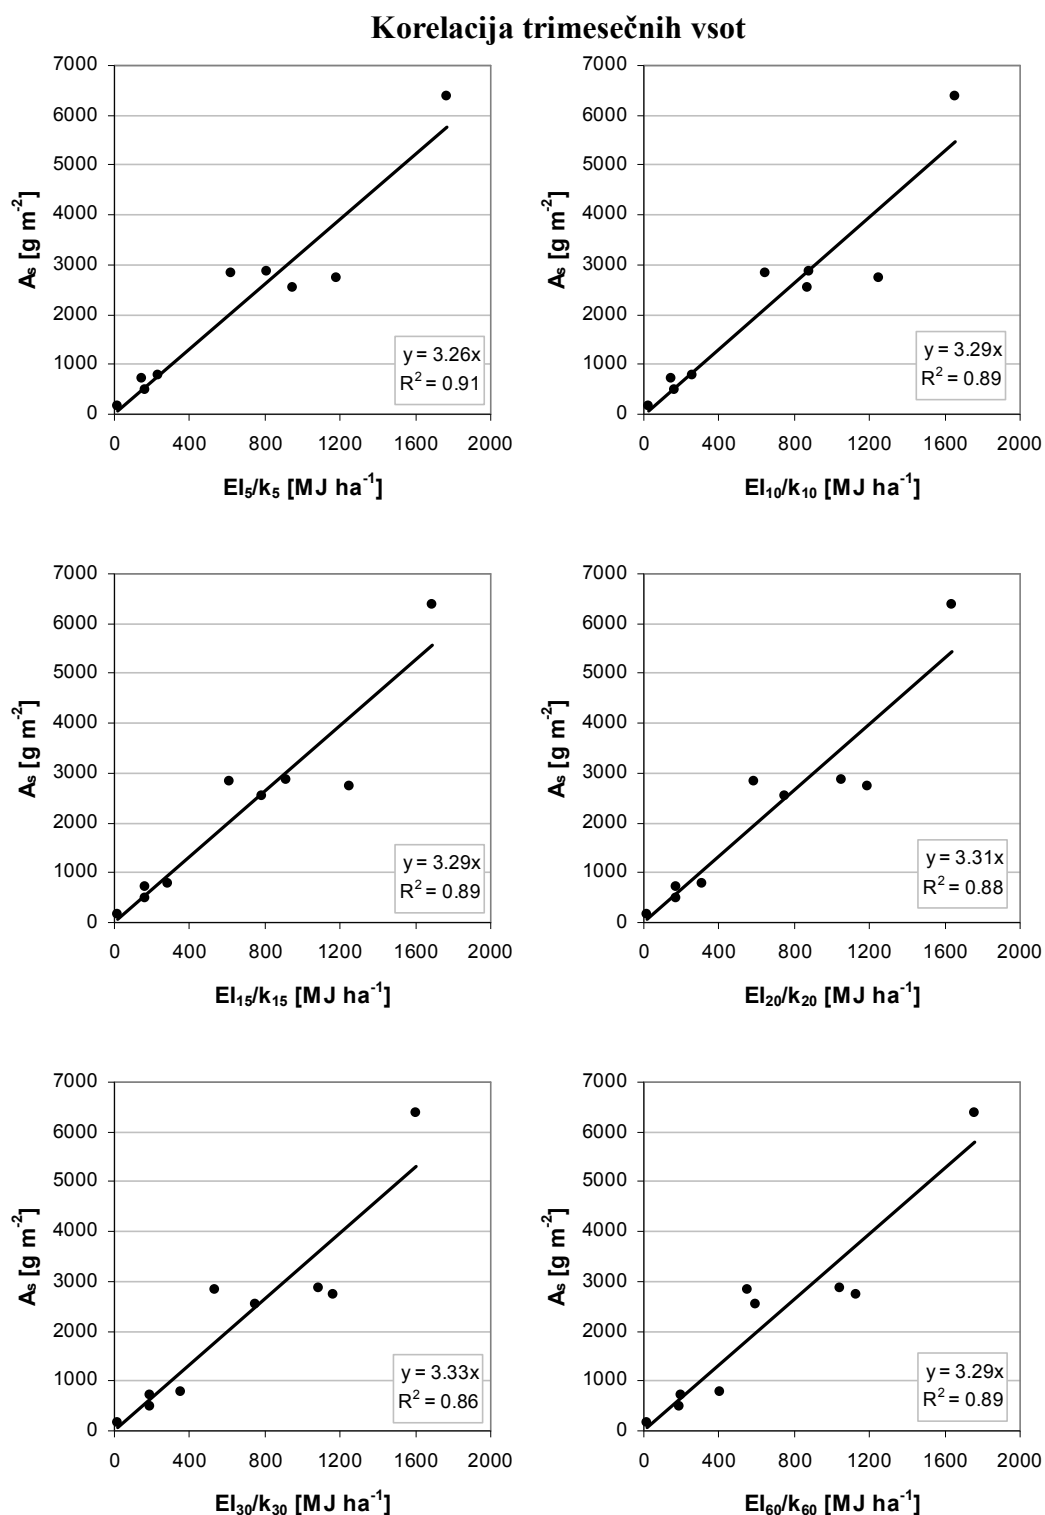 Korelacija trimesečnih vsot
7000
6000
5000
4000
3000
2000
1000
0
As [g m-2]
y = 3.26x
R2 = 0.91
0 400 800 1200 1600 2000
EI5/k5 [MJ ha-1]
7000
6000
5000
4000
3000
2000
1000
0
As [g m-2]
y = 3.29x
R2 = 0.89
0 400 800 1200 1600 2000
EI10/k10 [MJ ha-1]
7000
6000
5000
4000
3000
2000
1000
0
As [g m-2]
y = 3.29x
R2 = 0.89
0 400 800 1200 1600 2000
EI15/k15 [MJ ha-1]
7000
6000
5000
4000
3000
2000
1000
0
As [g m-2]
y = 3.31x
R2 = 0.88
0 400 800 1200 1600 2000
EI20/k20 [MJ ha-1]
7000
6000
5000
4000
3000
2000
1000
0
As [g m-2]
y = 3.33x
R2 = 0.86
0 400 800 1200 1600 2000
EI30/k30 [MJ ha-1]
7000
6000
5000
4000
3000
2000
1000
0
As [g m-2]
y = 3.29x
R2 = 0.89
0 400 800 1200 1600 2000
EI60/k60 [MJ ha-1]